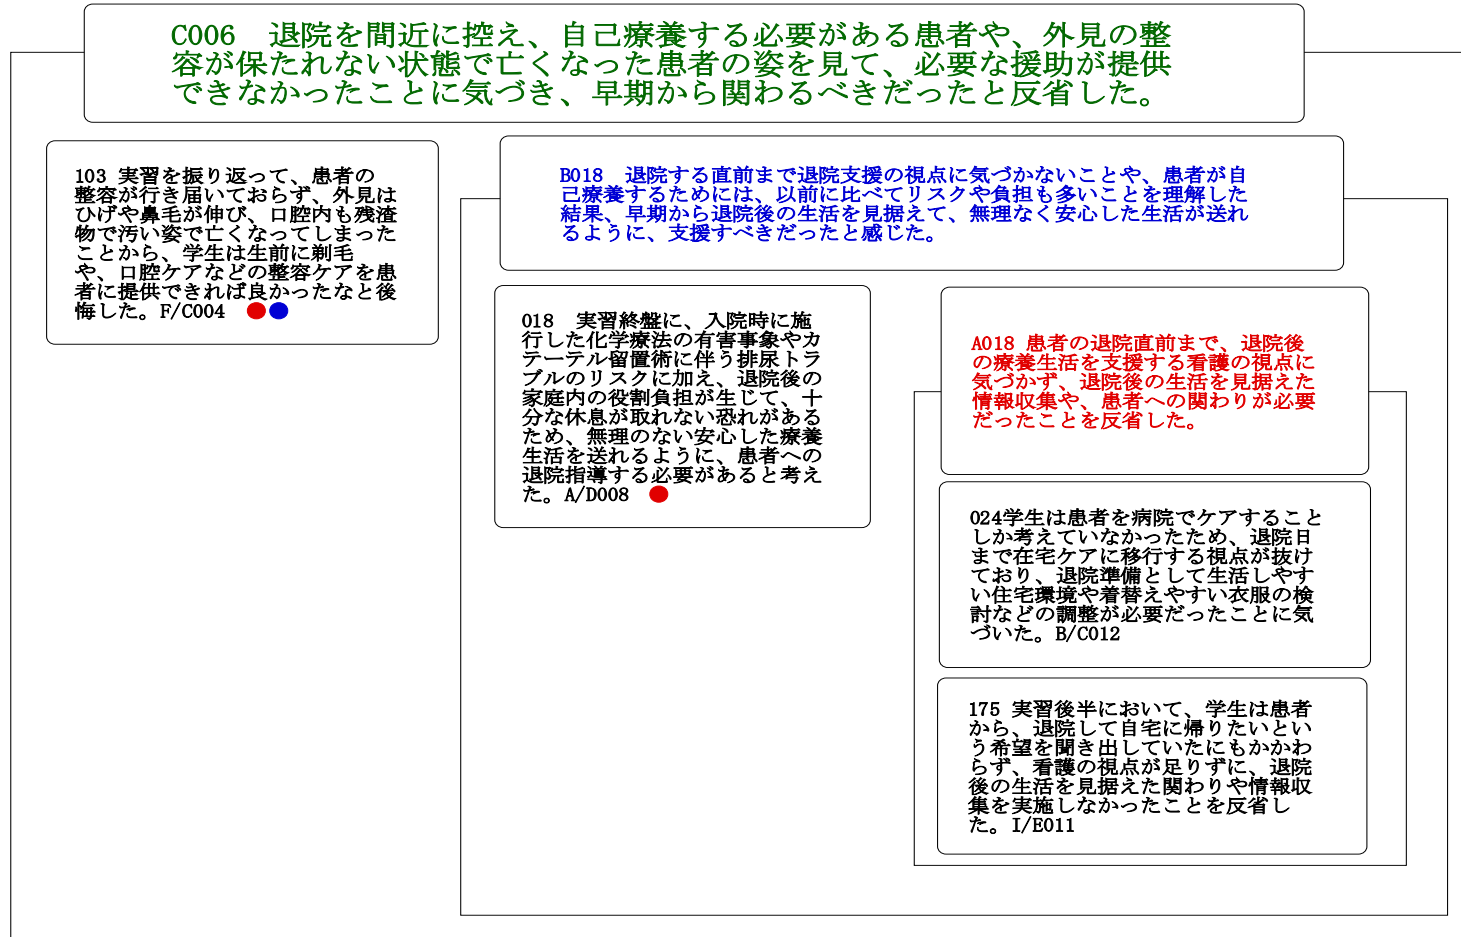 C006 退院を間近に控え、自己療養する必要がある患者や、外見の整
容が保たれない状態で亡くなった患者の姿を見て、必要な援助が提供
できなかったことに気づき、早期から関わるべきだったと反省した。
103 実習を振り返って、患者の
整容が行き届いておらず、外見は
ひげや鼻毛が伸び、口腔内も残渣
物で汚い姿で亡くなってしまった
ことから、学生は生前に剃毛
や、口腔ケアなどの整容ケアを患
者に提供できれば良かったなと後
悔した。F/C004
B018 退院する直前まで退院支援の視点に気づかないことや、患者が自
己療養するためには、以前に比べてリスクや負担も多いことを理解した
結果、早期から退院後の生活を見据えて、無理なく安心した生活が送れ
るように、支援すべきだったと感じた。
018 実習終盤に、入院時に施
行した化学療法の有害事象やカ
テーテル留置術に伴う排尿トラ
ブルのリスクに加え、退院後の
家庭内の役割負担が生じて、十
分な休息が取れない恐れがある
ため、無理のない安心した療養
生活を送れるように、患者への
退院指導する必要があると考え
た。A/D008
A018 患者の退院直前まで、退院後
の療養生活を支援する看護の視点に
気づかず、退院後の生活を見据えた
情報収集や、患者への関わりが必要
だったことを反省した。
024学生は患者を病院でケアすること
しか考えていなかったため、退院日
まで在宅ケアに移行する視点が抜け
ており、退院準備として生活しやす
い住宅環境や着替えやすい衣服の検
討などの調整が必要だったことに気
づいた。B/C012
175 実習後半において、学生は患者
から、退院して自宅に帰りたいとい
う希望を聞き出していたにもかかわ
らず、看護の視点が足りずに、退院
後の生活を見据えた関わりや情報収
集を実施しなかったことを反省し
た。I/E011